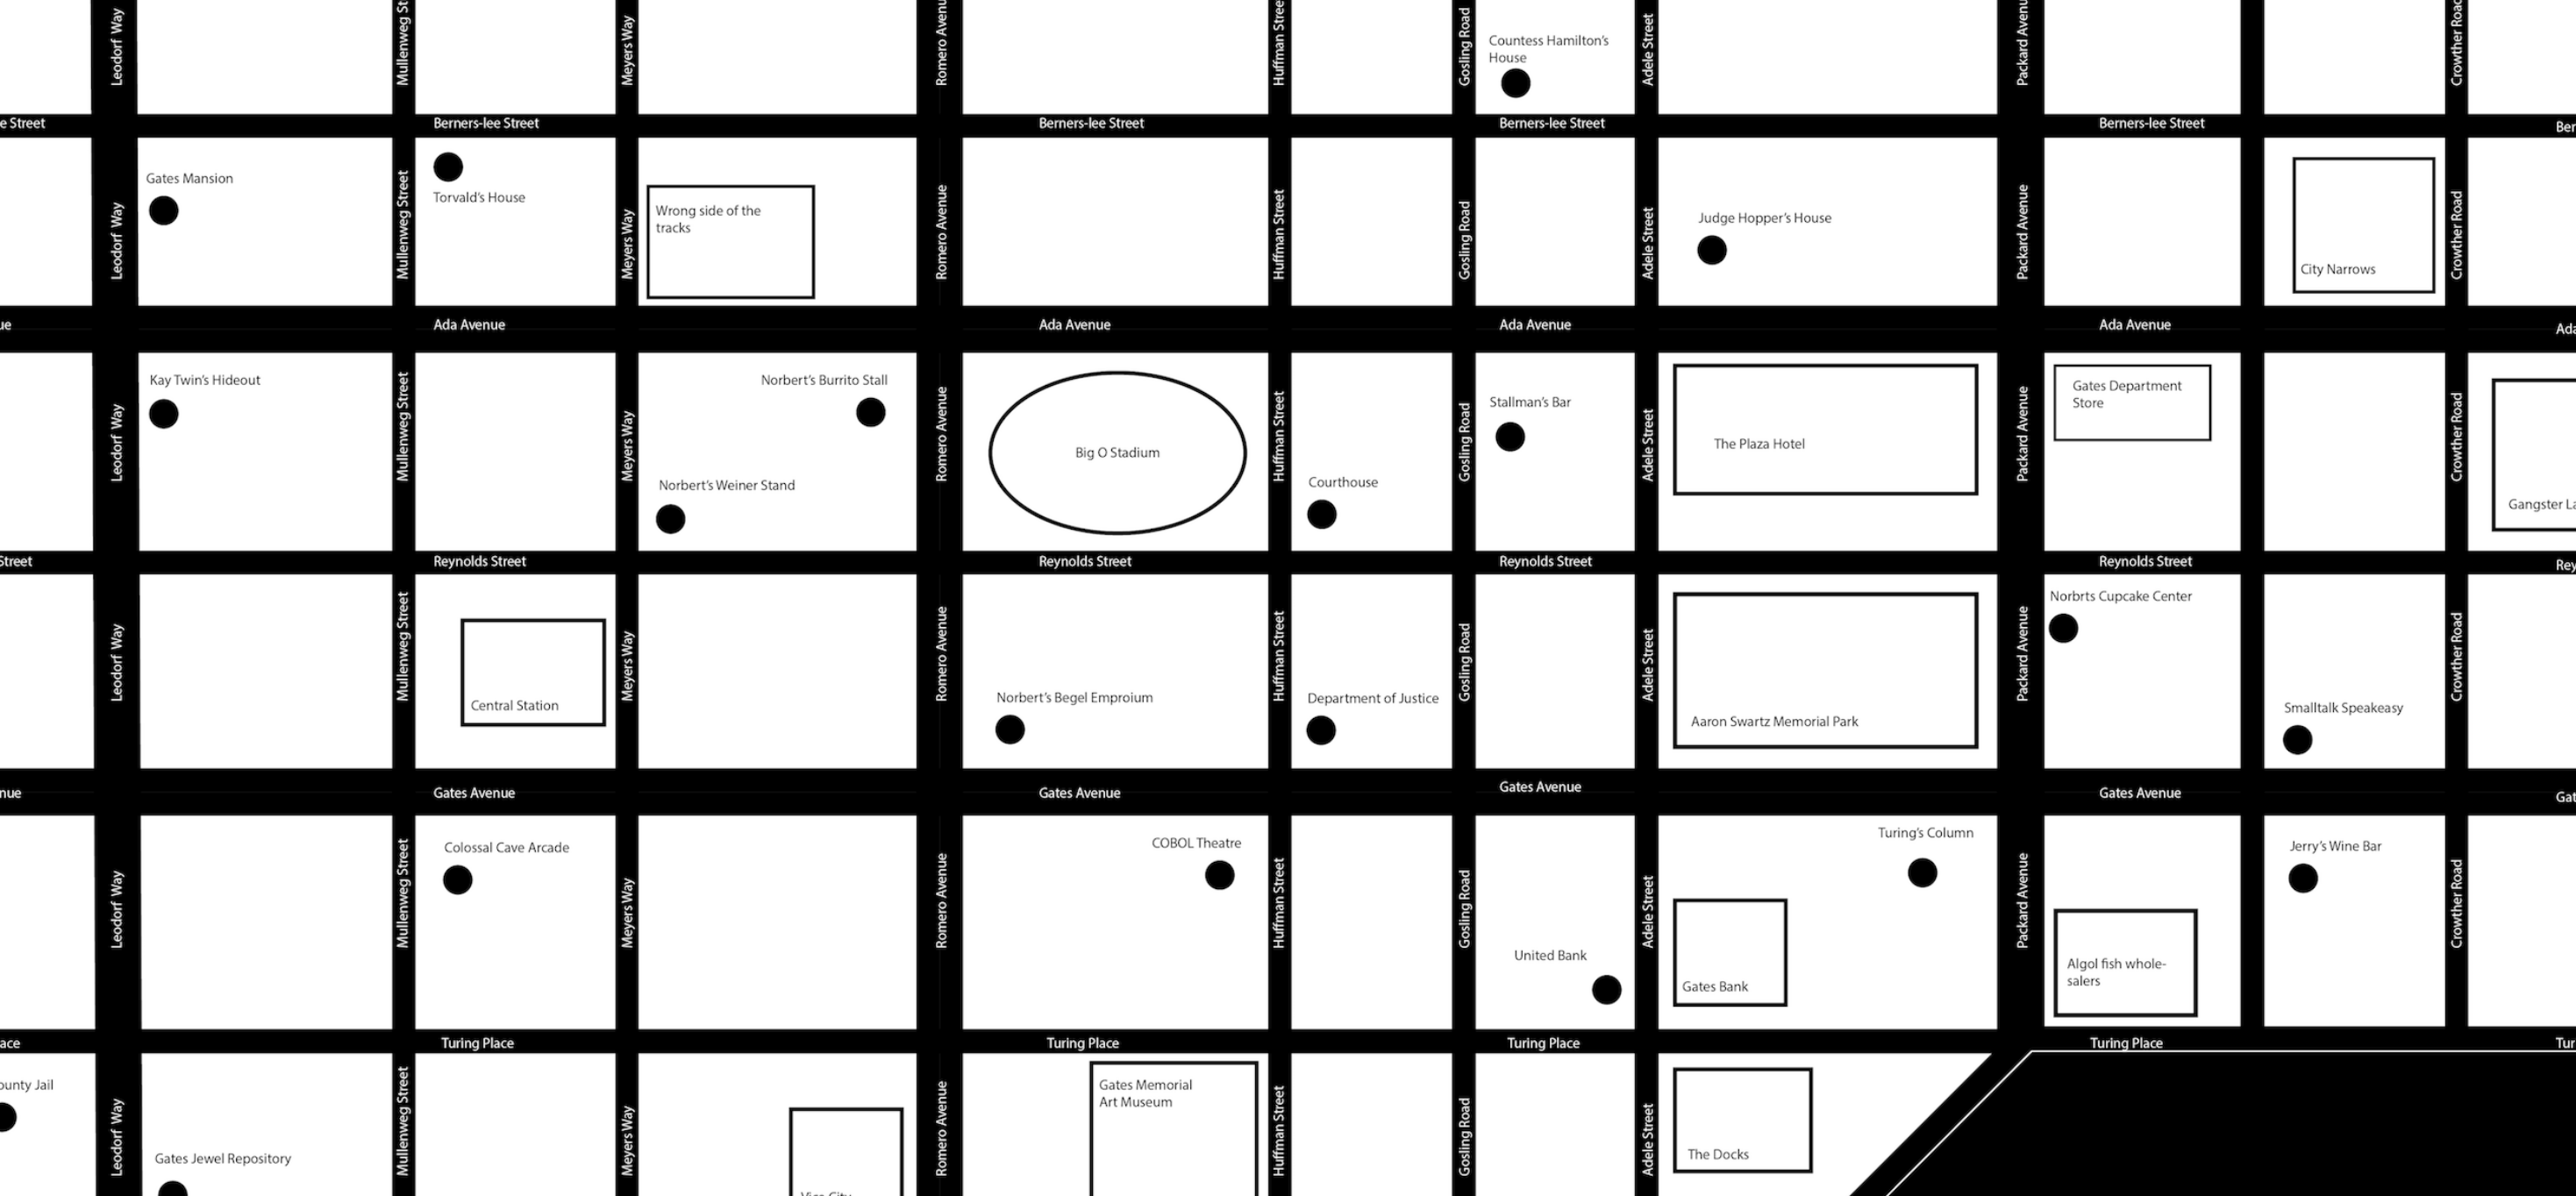 Leodorf Way
Mullenweg St
Meyers Way
Romero Avenu
Huffman Stree
Gosling Road
Countess Hamilton's
House
Adele Street
Packard Avenu
Crowther Road
e Street
Berners-lee Street
Berners-lee Street
Berners-lee Street
Berners-lee Street
Ber
Leodorf Way
Gates Mansion
Mullenweg Street
Torvald's House
Meyers Way
Wrong side of the
tracks
Romero Avenue
Huffman Street
Gosling Road
Adele Street
Judge Hopper's House
Packard Avenue
City Narrows
Crowther Road
ue
Ada Avenue
Ada Avenue
Ada Avenue
Ada Avenue
Ada
Leodorf Way
Kay Twin's Hideout
Mullenweg Street
Meyers Way
Norbert's Burrito Stall
Norbert's Weiner Stand
Romero Avenue
Big O Stadium
Huffman Street
Courthouse
Gosling Road
Stallman's Bar
Adele Street
The Plaza Hotel
Packard Avenue
Gates Department
Store
Crowther Road
Gangster La
Street
Reynolds Street
Reynolds Street
Reynolds Street
Reynolds Street
Rey
Leodorf Way
Mullenweg Street
Central Station
Meyers Way
Romero Avenue
Norbert's Begel Emproium
Huffman Street
Department of Justice
Gosling Road
Adele Street
Aaron Swartz Memorial Park
Packard Avenue
Norbrts Cupcake Center
Smalltalk Speakeasy
Crowther Road
nue
Gates Avenue
Gates Avenue
Gates Avenue
Gates Avenue
Gat
Leodorf Way
Mullenweg Street
Colossal Cave Arcade
Meyers Way
Romero Avenue
COBOL Theatre
Huffman Street
Gosling Road
United Bank
Adele Street
Turing's Column
Gates Bank
Packard Avenue
Algol fish whole-
salers
Jerry's Wine Bar
Crowther Road
ace
Turing Place
Turing Place
Turing Place
Turing Place
Tur
ounty Jail
Leodorf Way
Gates Jewel Repository
Mullenweg Street
Meyers Way
Vice City
Romero Avenue
Gates Memorial
Art Museum
Huffman Street
Gosling Road
Adele Street
The Docks